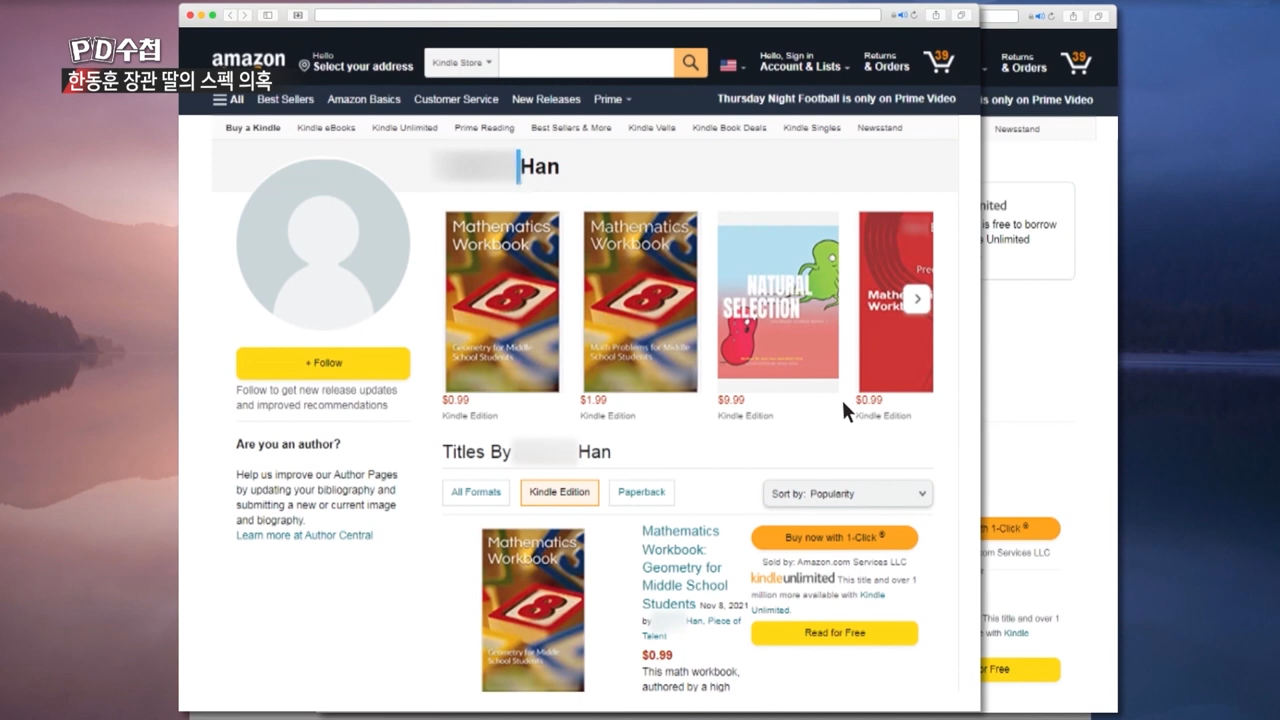 PD수첩
한동훈 장관 딸의 스펙 의혹
amazon
Hello
Select your address
Kindle Store
Hello, Sign in
Account & Lists
Returns
& Orders
39
Returns
& Orders
39
All Best Sellers Amazon Basics Customer Service New Releases Prime
Thursday Night Football is only on Prime Video
is only on Prime Video
Buy a Kindle Kindle eBooks Kindle Unlimited Prime Reading Best Sellers & More Kindle Vella Kindle Book Deals Kindle Singles Newsstand
Newsstand
Han
Mathematics
Workbook
8
Geometry for Middle
School Students
$0.99
Kindle Edition
Mathematics
Workbook
8
Math Problems for Middle
School Students
$1.99
Kindle Edition
NATURAL
SELECTION
$9.99
Kindle Edition
$0.99
Kindle Edition
is free to borrow
Unlimited
+ Follow
Follow to get new release updates
and improved recommendations
Are you an author?
Help us improve our Author Pages
by updating your bibliography and
submitting a new or current image
and biography.
Learn more at Author Central
Titles By Han
All Formats Kindle Edition Paperback
Sort by: Popularity
Mathematics
Workbook
8
Geometry for Middle
School Students
Mathematics
Workbook:
Geometry for
Middle School
Students Nov 8, 2021
by Han, Piece of
Talent
$0.99
This math workbook,
authored by a high
Buy now with 1-Click ®
Sold by: Amazon.com Services LLC
kindleunlimited This title and over 1
million more available with Kindle
Unlimited.
Read for Free
1-Click ®
com Services LLC
This title and over 1
with Kindle
Free